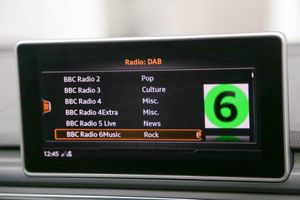 Radio: DAB
BBC Radio 2 Pop
BBC Radio 3 Culture
BBC Radio 4 Misc.
BBC Radio 4Extra Misc.
BBC Radio 5 Live News
BBC Radio 6Music Rock
6
12:45